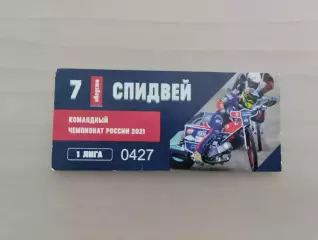 7 СПИДВЕЙ
КОМАНДНЫЙ
ЧЕМПИОНАТ РОССИИ 2021
1 ЛИГА 0427